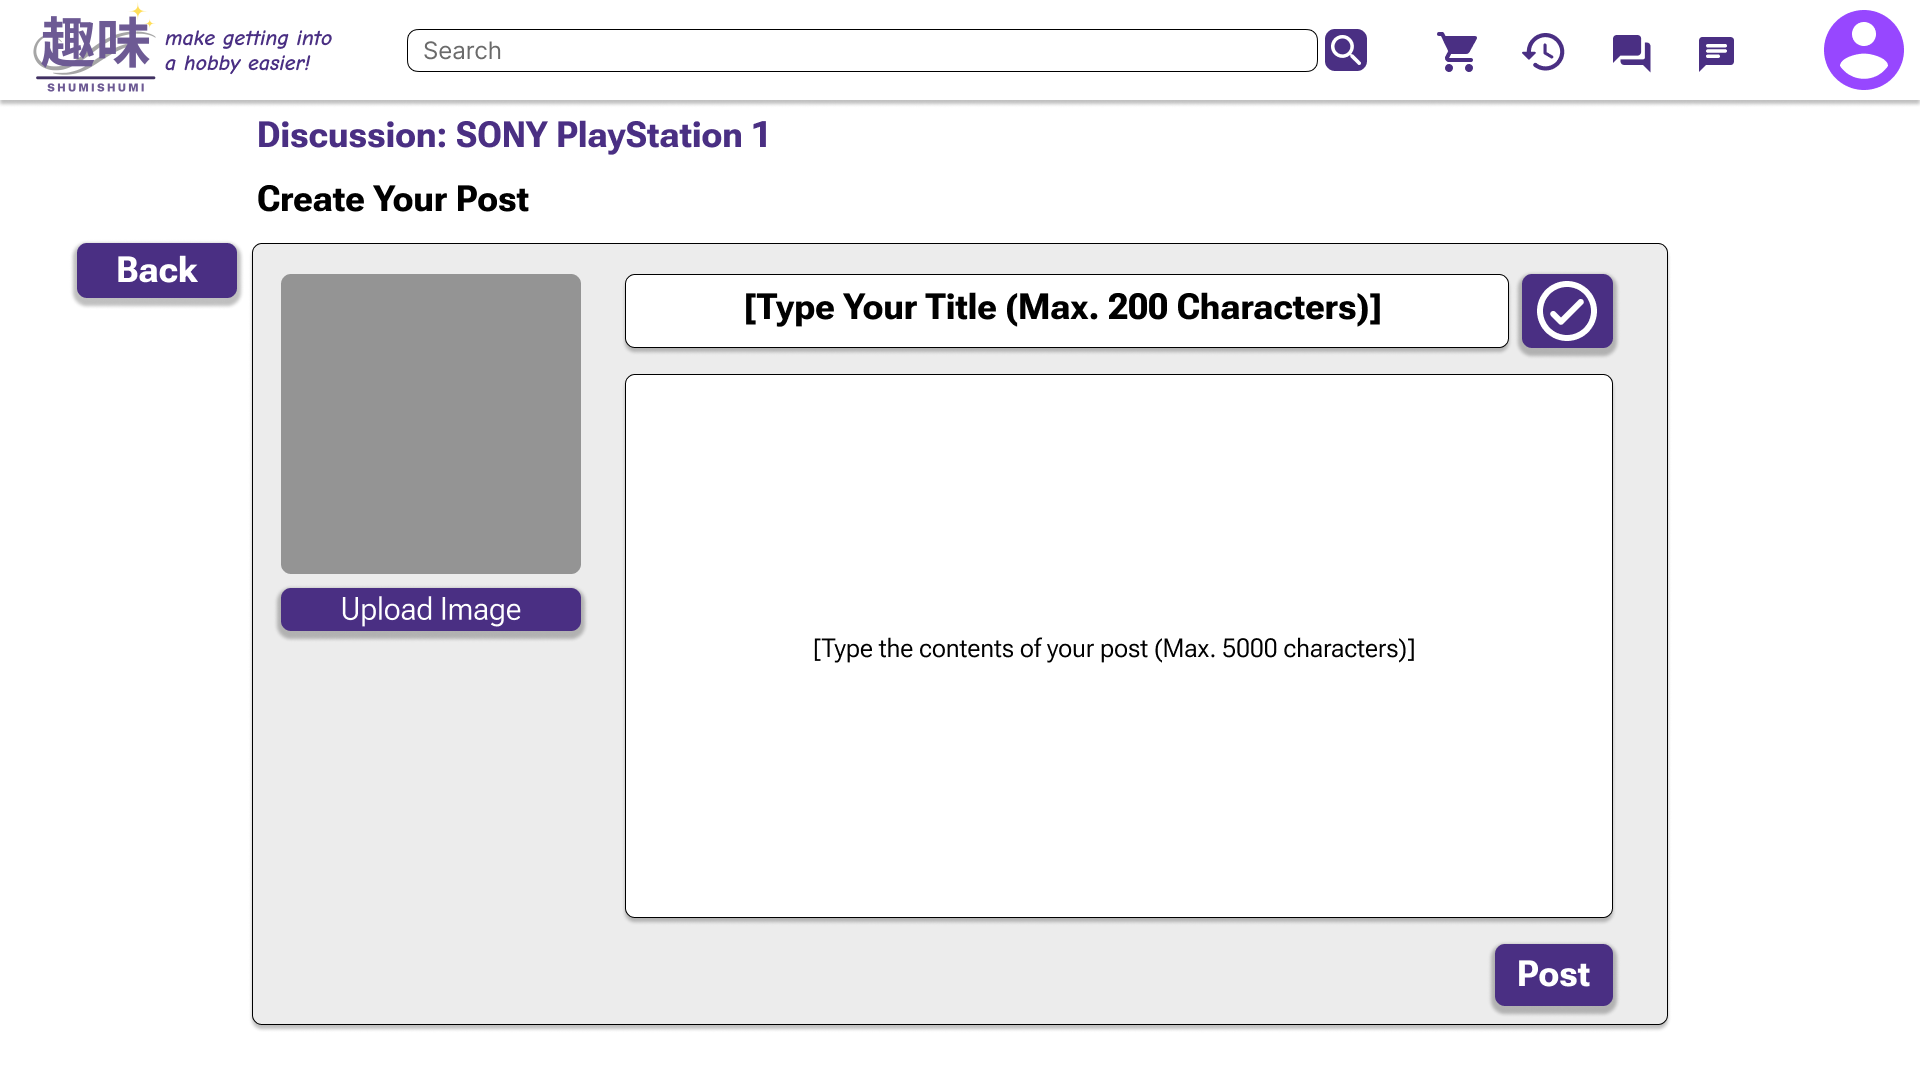 趣味
SHUMISHUMI
make getting into
a hobby easier!
Search
Discussion: SONY PlayStation 1
Create Your Post
Back
[Type Your Title (Max. 200 Characters)]
Upload Image
[Type the contents of your post (Max. 5000 characters)]
Post